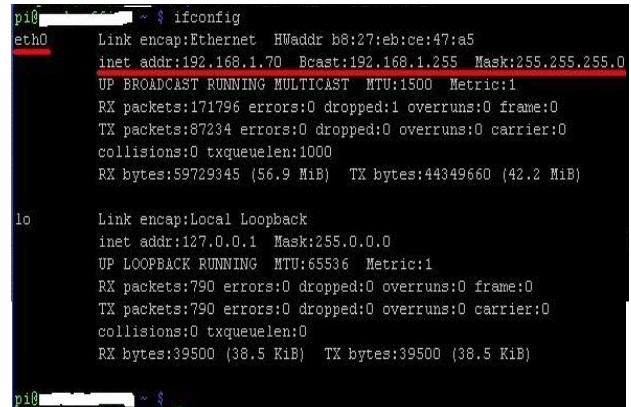 pi@ ~ $ ifconfig
eth0 Link encap:Ethernet HWaddr b8:27:eb:ce:47:a5
inet addr:192.168.1.70 Bcast:192.168.1.255 Mask:255.255.255.0
UP BROADCAST RUNNING MULTICAST MTU:1500 Metric:1
RX packets:171796 errors:0 dropped:1 overruns:0 frame:0
TX packets:87234 errors:0 dropped:0 overruns:0 carrier:0
collisions:0 txqueuelen:1000
RX bytes:59729345 (56.9 MiB) TX bytes:44349660 (42.2 MiB)
lo Link encap:Local Loopback
inet addr:127.0.0.1 Mask:255.0.0.0
UP LOOPBACK RUNNING MTU:65536 Metric:1
RX packets:790 errors:0 dropped:0 overruns:0 frame:0
TX packets:790 errors:0 dropped:0 overruns:0 carrier:0
collisions:0 txqueuelen:0
RX bytes:39500 (38.5 KiB) TX bytes:39500 (38.5 KiB)
pi@ ~ $